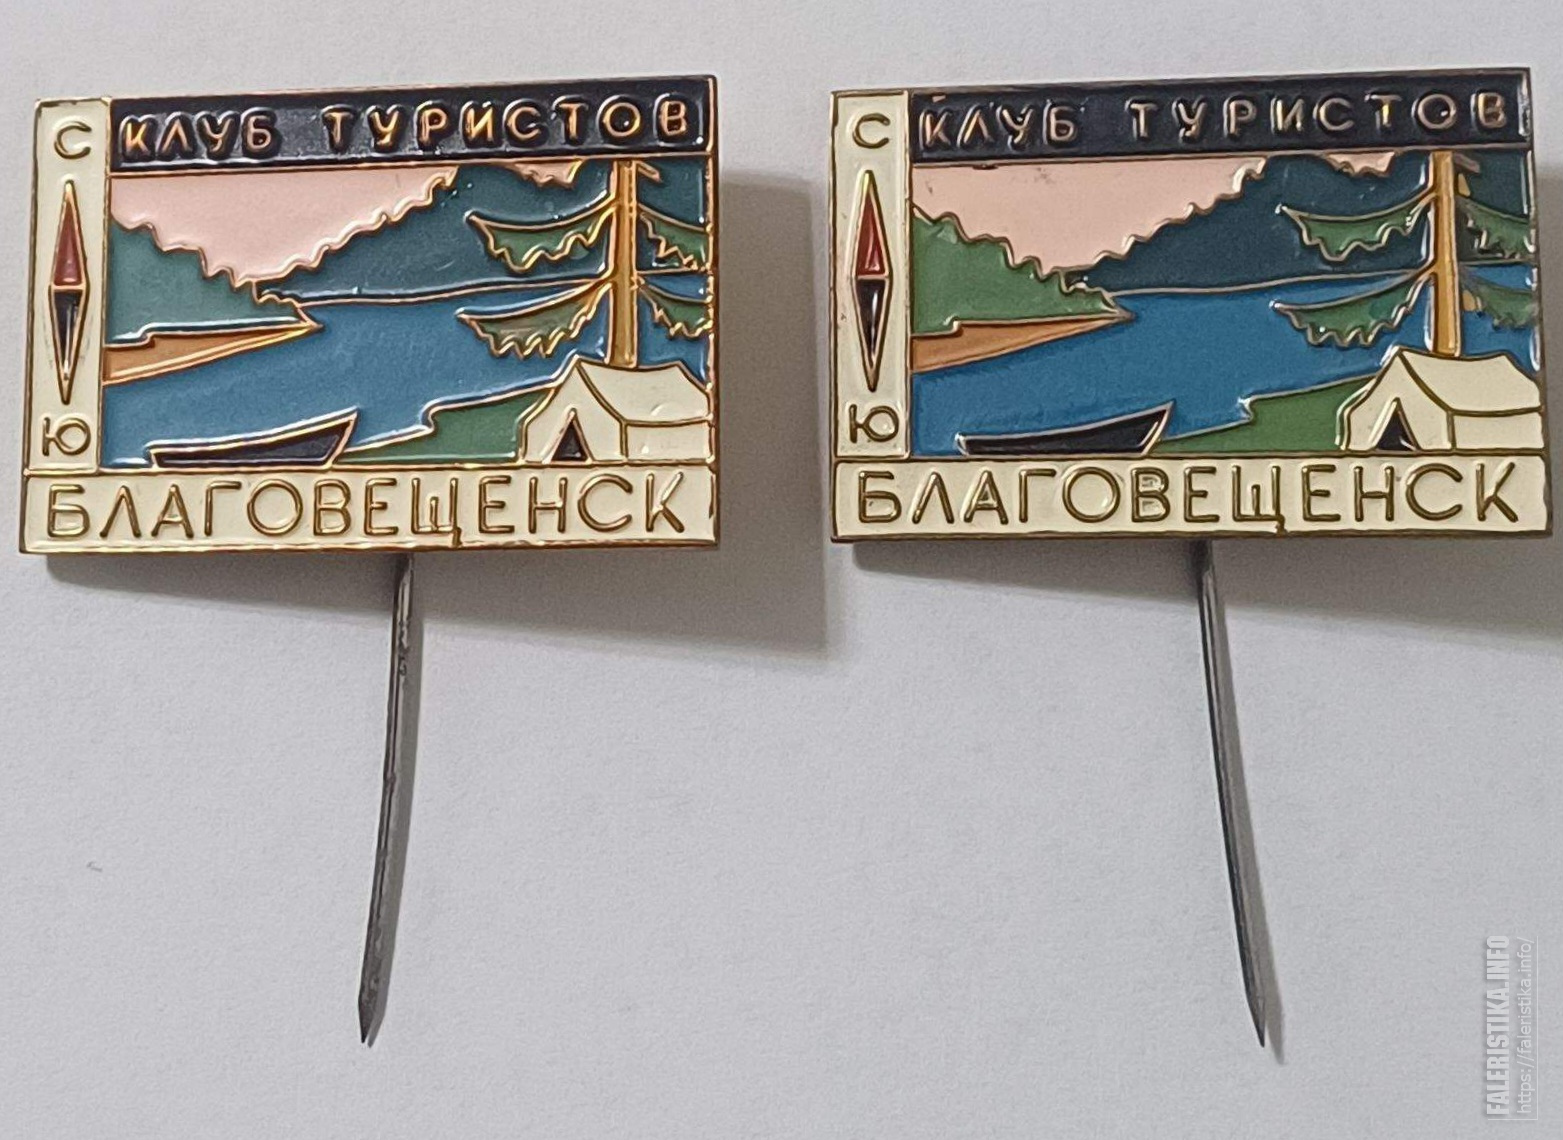 С КЛУБ ТУРИСТОВ
Ю
БЛАГОВЕЩЕНСК
С КЛУБ ТУРИСТОВ
Ю
БЛАГОВЕЩЕНСК
FALERISTIKA.INFO
https://faleristika.info/